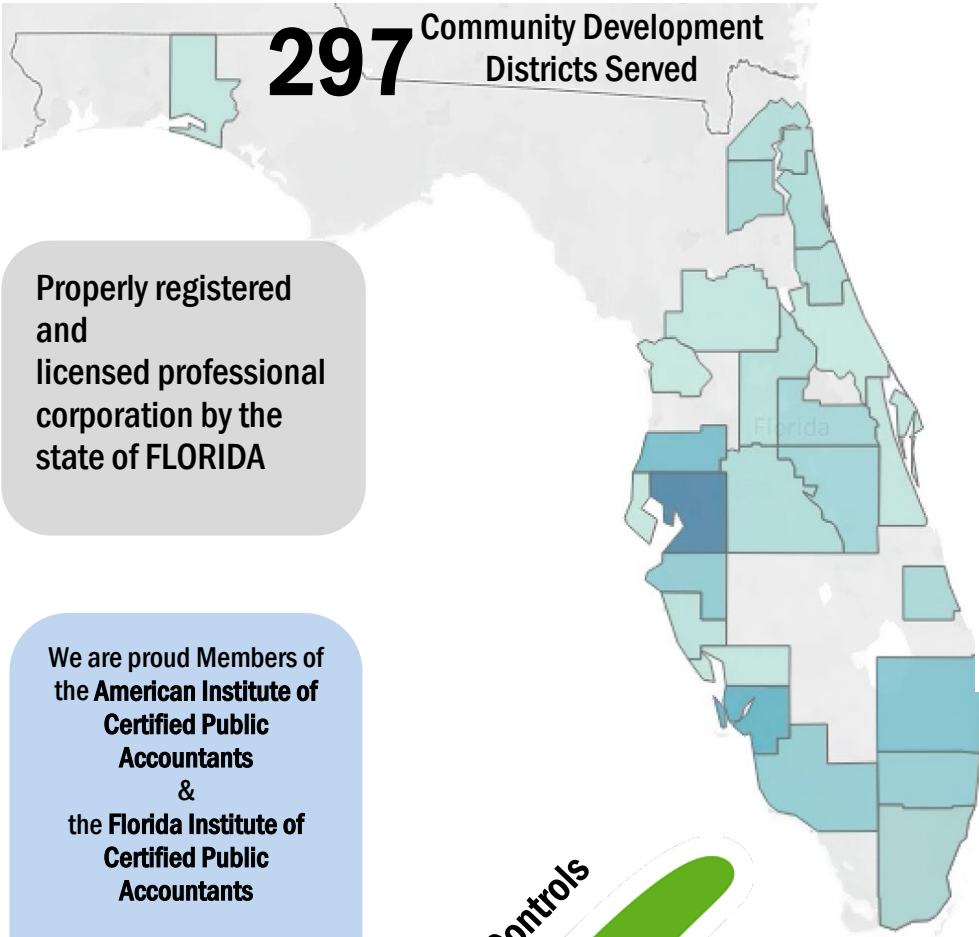 297
Community Development
Districts Served
Florida
Properly registered
and
licensed professional
corporation by the
state of FLORIDA
We are proud Members of
the American Institute of
Certified Public
Accountants
&
the Florida Institute of
Certified Public
Accountants
Controls